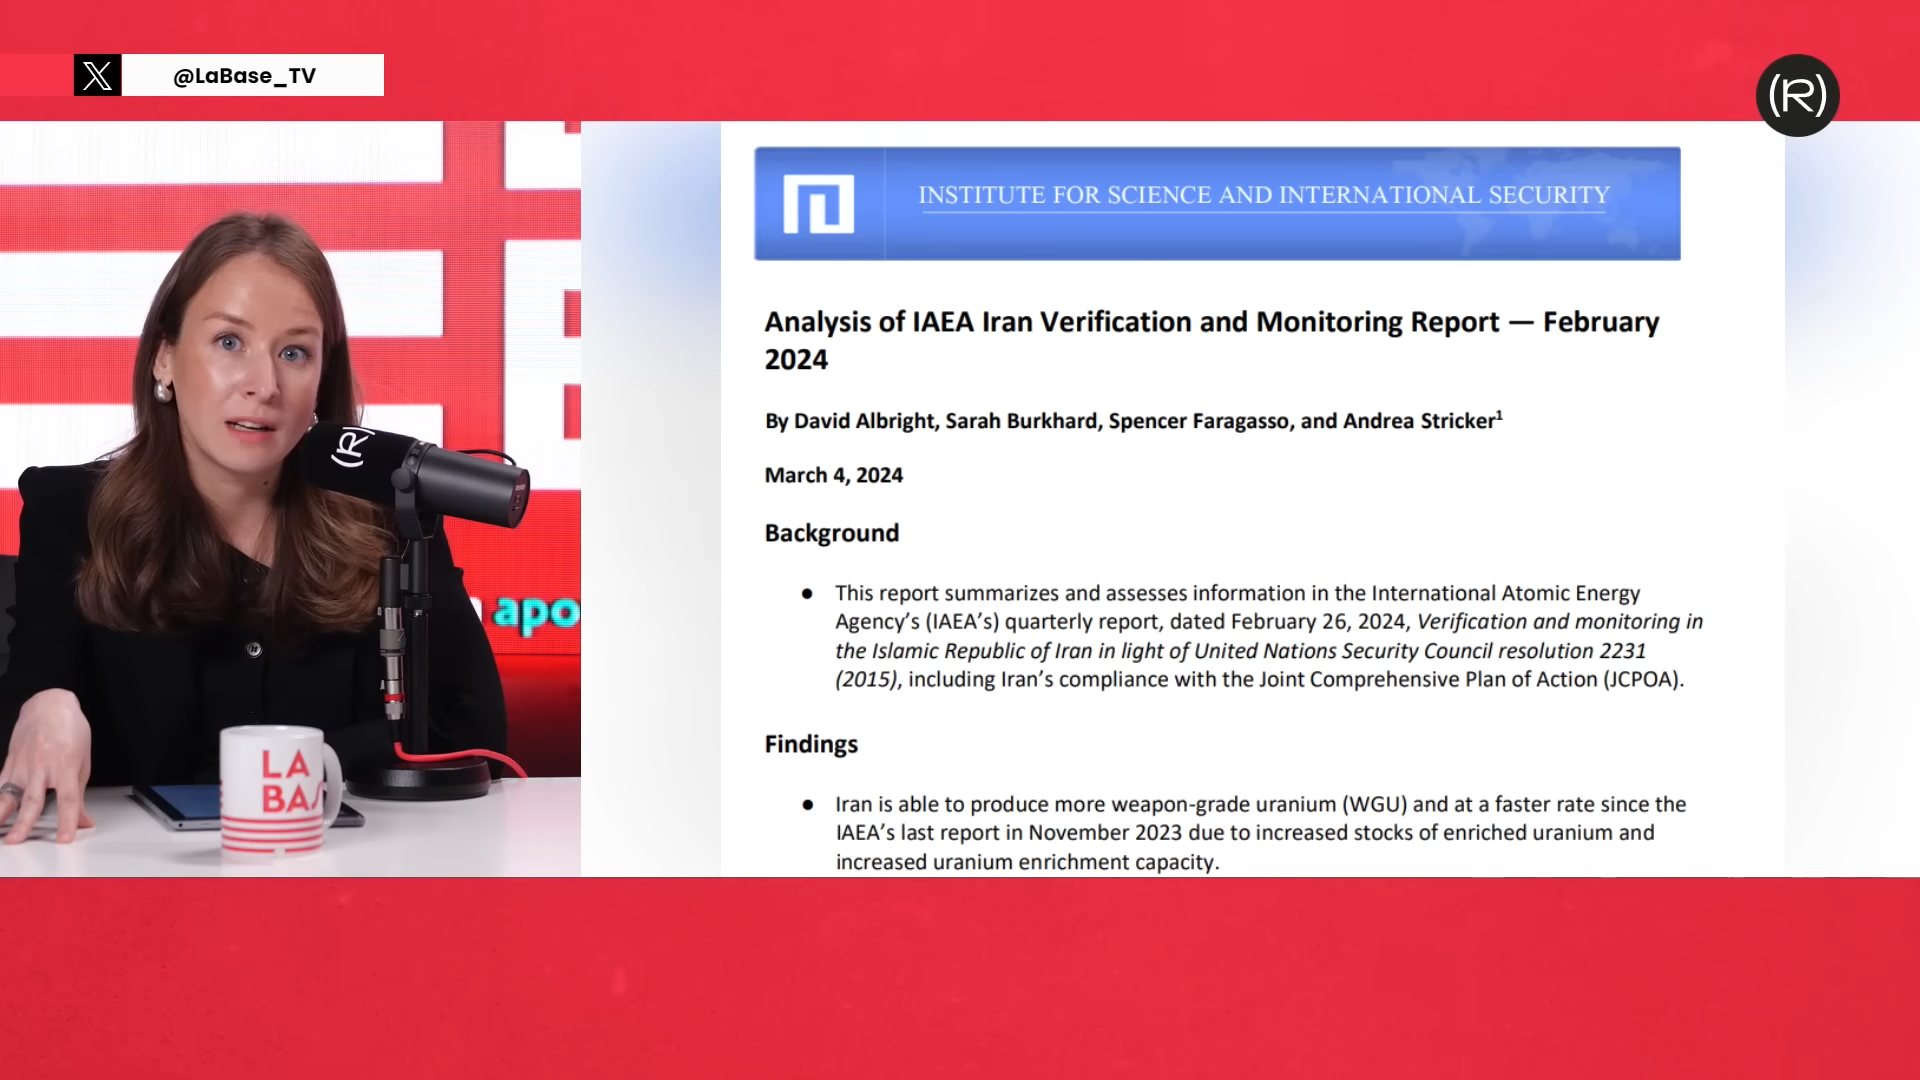 @LaBase_TV
(R)
INSTITUTE FOR SCIENCE AND INTERNATIONAL SECURITY
Analysis of IAEA Iran Verification and Monitoring Report — February
2024
By David Albright, Sarah Burkhard, Spencer Faragasso, and Andrea Stricker1
March 4, 2024
Background
● This report summarizes and assesses information in the International Atomic Energy
Agency’s (IAEA’s) quarterly report, dated February 26, 2024, Verification and monitoring in
the Islamic Republic of Iran in light of United Nations Security Council resolution 2231
(2015), including Iran’s compliance with the Joint Comprehensive Plan of Action (JCPOA).
Findings
● Iran is able to produce more weapon-grade uranium (WGU) and at a faster rate since the
IAEA’s last report in November 2023 due to increased stocks of enriched uranium and
increased uranium enrichment capacity.
(R)
apo
LA
BAS